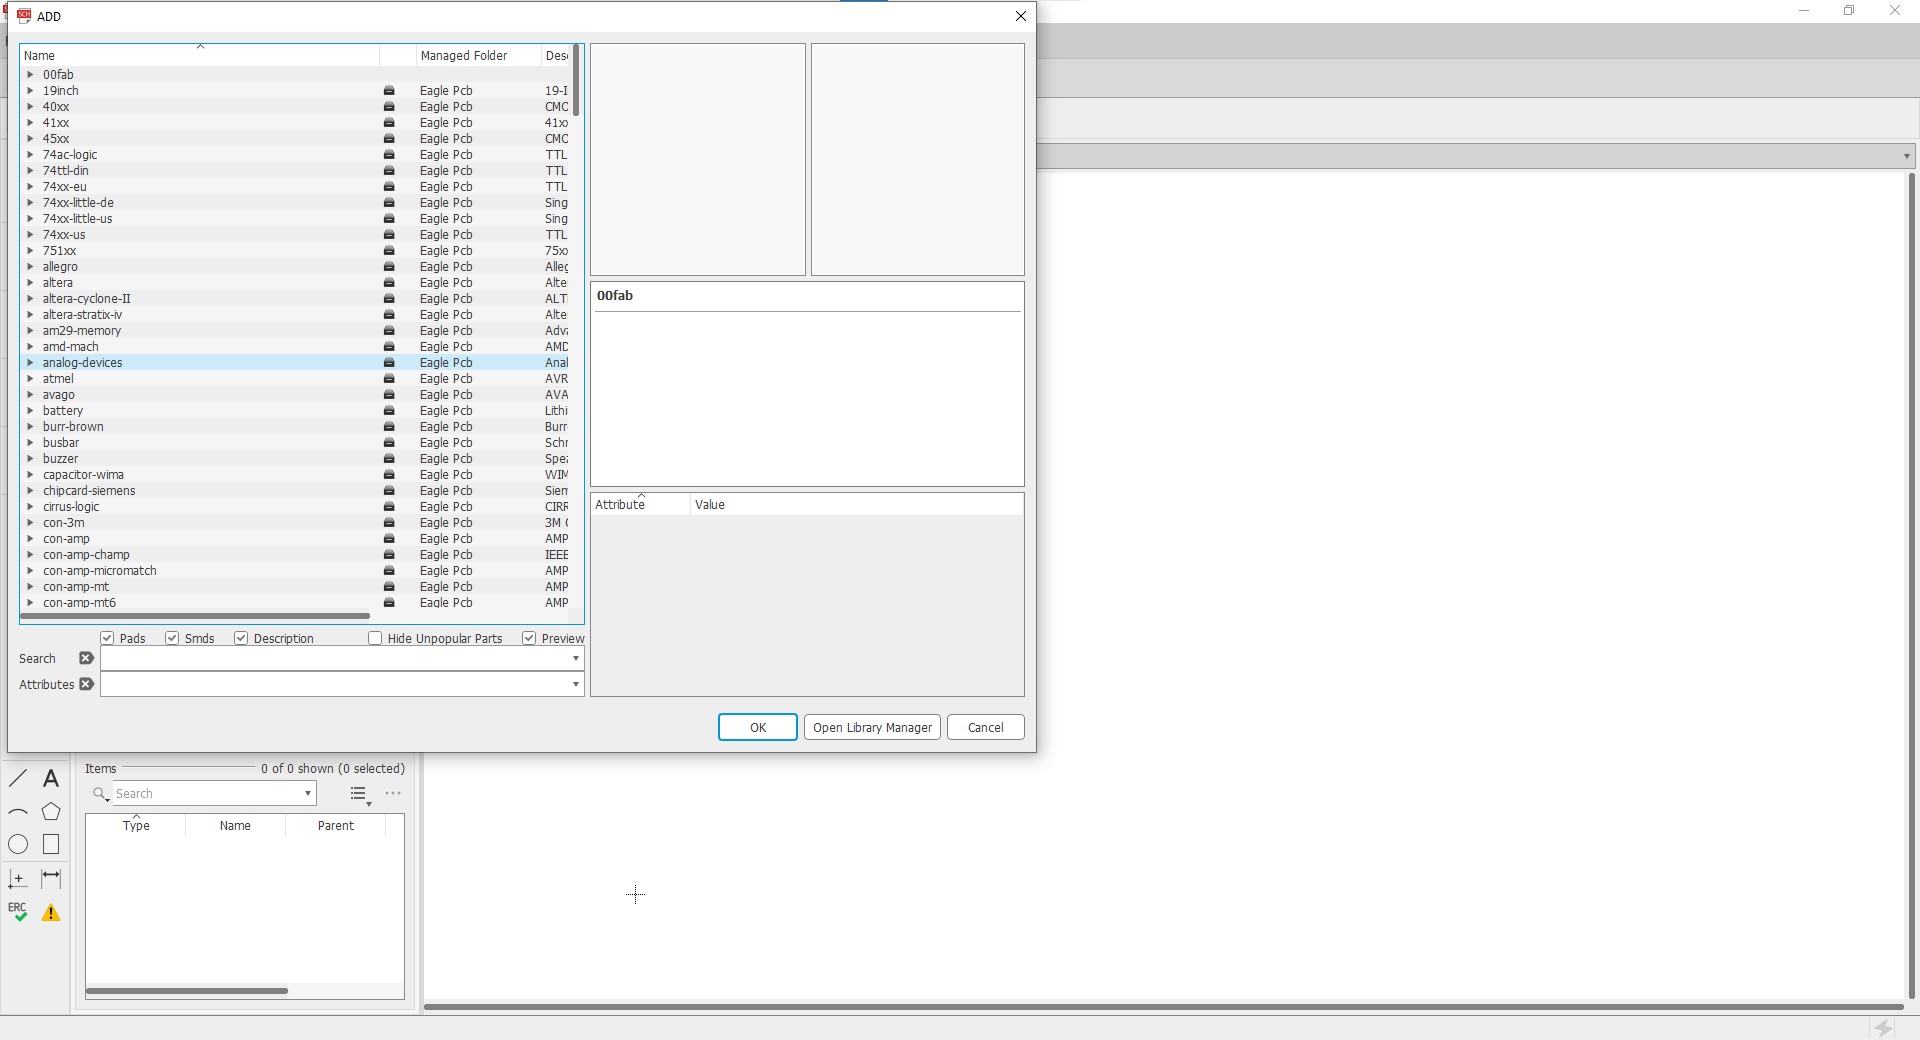 ADD
Name Managed Folder Desc
00fab
19inch Eagle Pcb 19-I
40xx Eagle Pcb CMO
41xx Eagle Pcb 41xx
45xx Eagle Pcb CMO
74ac-logic Eagle Pcb TTL
74ttl-din Eagle Pcb TTL
74xx-eu Eagle Pcb TTL
74xx-little-de Eagle Pcb Sing
74xx-little-us Eagle Pcb Sing
74xx-us Eagle Pcb TTL
751xx Eagle Pcb 75xx
allegro Eagle Pcb Alleg
altera Eagle Pcb Alte
altera-cyclone-II Eagle Pcb ALT
altera-stratix-iv Eagle Pcb Alte
am29-memory Eagle Pcb Adva
amd-mach Eagle Pcb AMD
analog-devices Eagle Pcb Anal
atmel Eagle Pcb AVR
avago Eagle Pcb AVA
battery Eagle Pcb Lithi
burr-brown Eagle Pcb Burr-
busbar Eagle Pcb Schr
buzzer Eagle Pcb Spea
capacitor-wima Eagle Pcb WIM
chipcard-siemens Eagle Pcb Siem
cirrus-logic Eagle Pcb CIRR
con-3m Eagle Pcb 3M C
con-amp Eagle Pcb AMP
con-amp-champ Eagle Pcb IEEE
con-amp-micromatch Eagle Pcb AMP
con-amp-mt Eagle Pcb AMP
con-amp-mt6 Eagle Pcb AMP
Pads Smds Description Hide Unpopular Parts Preview
Search
Attributes
00fab
Attribute Value
OK Open Library Manager Cancel
Items 0 of 0 shown (0 selected)
Search
Type Name Parent
A
ERC